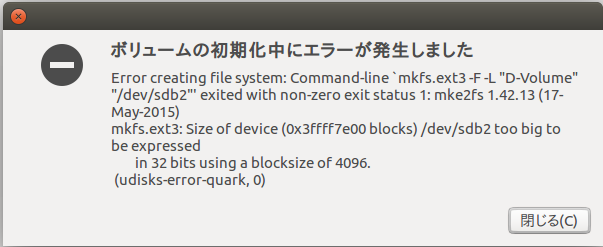 ボリュームの初期化中にエラーが発生しました
Error creating file system: Command-line `mkfs.ext3 -F -L "D-Volume"
"/dev/sdb2"' exited with non-zero exit status 1: mke2fs 1.42.13 (17-
May-2015)
mkfs.ext3: Size of device (0x3ffff7e00 blocks) /dev/sdb2 too big to
be expressed
in 32 bits using a blocksize of 4096.
(udisks-error-quark, 0)
閉じる(C)